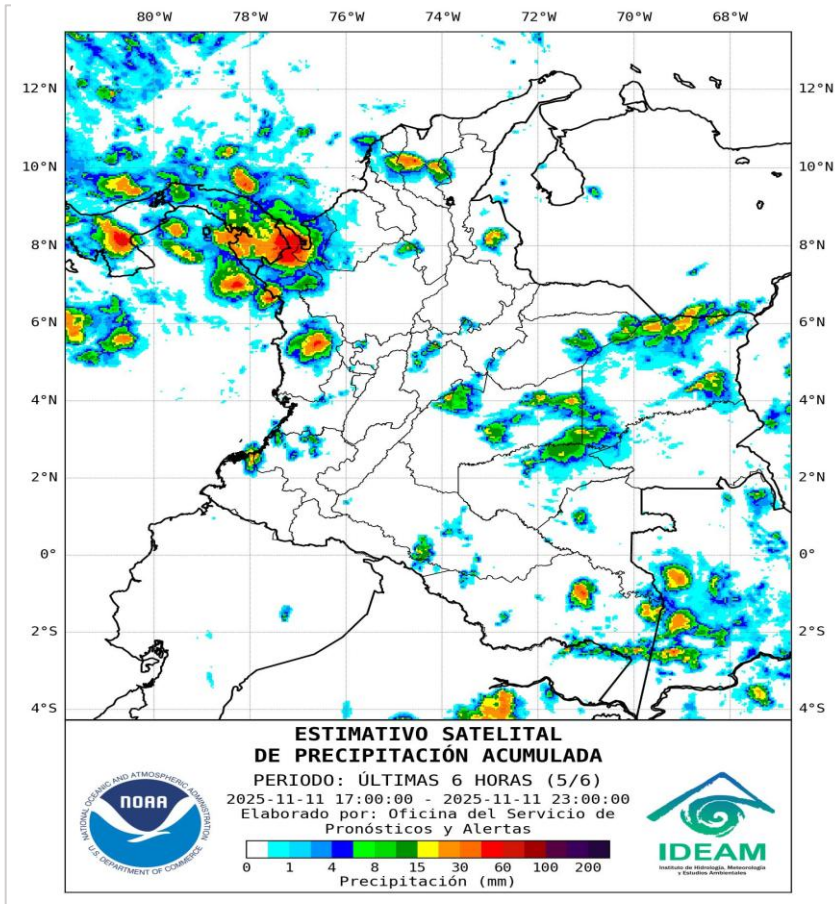 80°W 78°W 76°W 74°W 72°W 70°W 68°W
12°N 12°N
10°N 10°N
8°N 8°N
6°N 6°N
4°N 4°N
2°N 2°N
0° 0°
2°S 2°S
4°S 4°S
ESTIMATIVO SATELITAL
DE PRECIPITACIÓN ACUMULADA
PERIODO: ÚLTIMAS 6 HORAS (5/6)
2025-11-11 17:00:00 - 2025-11-11 23:00:00
Elaborado por: Oficina del Servicio de
Pronósticos y Alertas
0 1 4 8 15 30 60 100 200
Precipitación (mm)
NATIONAL OCEANIC AND ATMOSPHERIC ADMINISTRATION
NOAA
U.S. DEPARTMENT OF COMMERCE
IDEAM
Instituto de Hidrología, Meteorología
y Estudios Ambientales